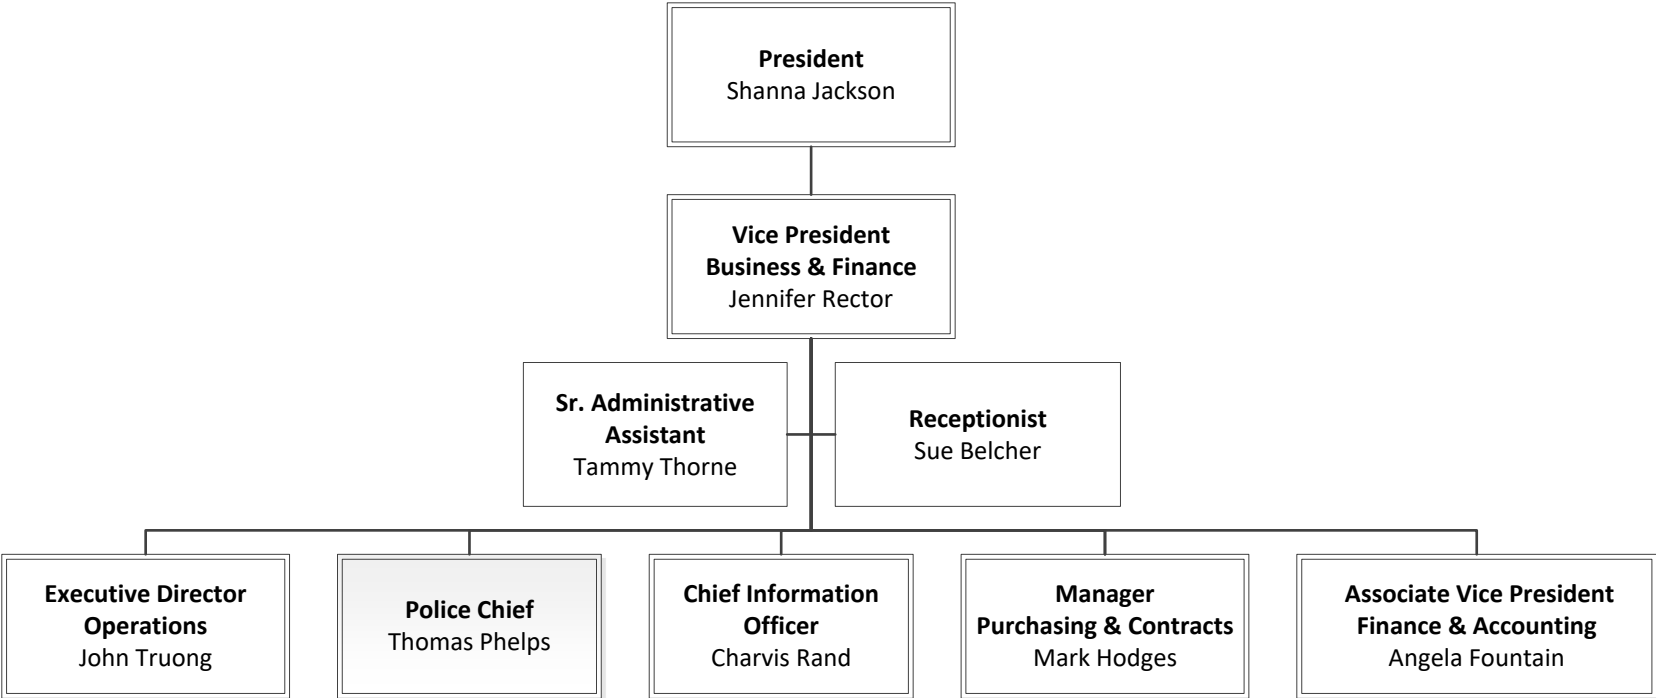 President
Shanna Jackson
Vice President
Business & Finance
Jennifer Rector
Sr. Administrative
Assistant
Tammy Thorne
Receptionist
Sue Belcher
Executive Director
Operations
John Truong
Police Chief
Thomas Phelps
Chief Information
Officer
Charvis Rand
Manager
Purchasing & Contracts
Mark Hodges
Associate Vice President
Finance & Accounting
Angela Fountain